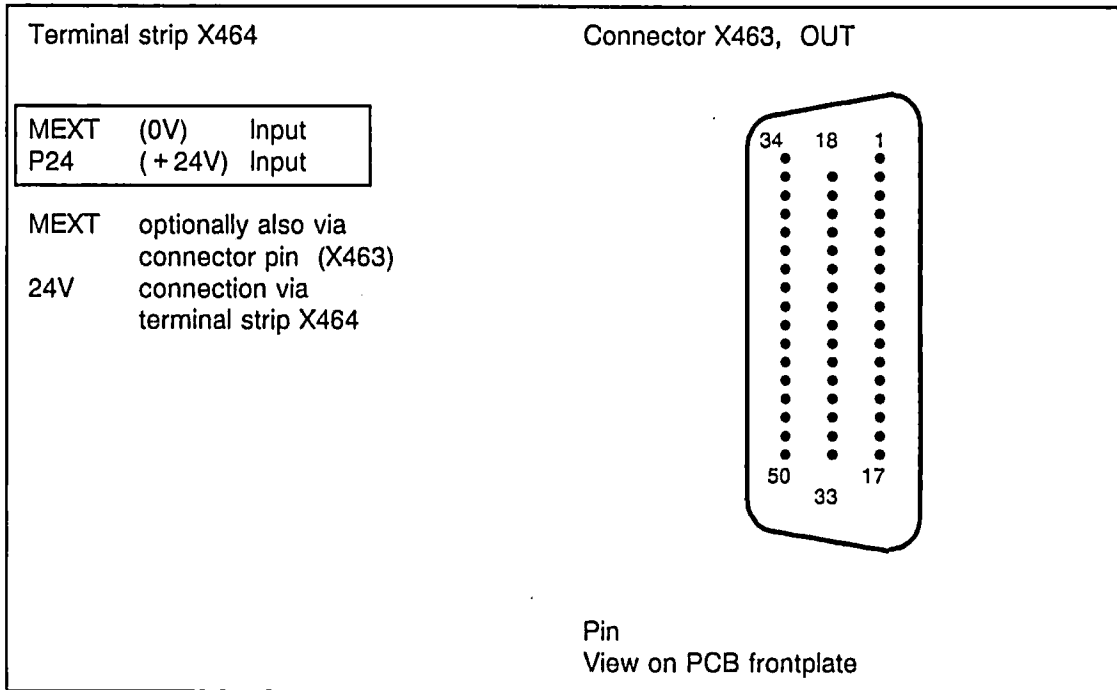 Terminal strip X464
MEXT (0V) Input
P24 (+24V) Input
MEXT optionally also via
connector pin (X463)
24V connection via
terminal strip X464
Connector X463, OUT
34 18 1
50 17
33
Pin
View on PCB frontplate